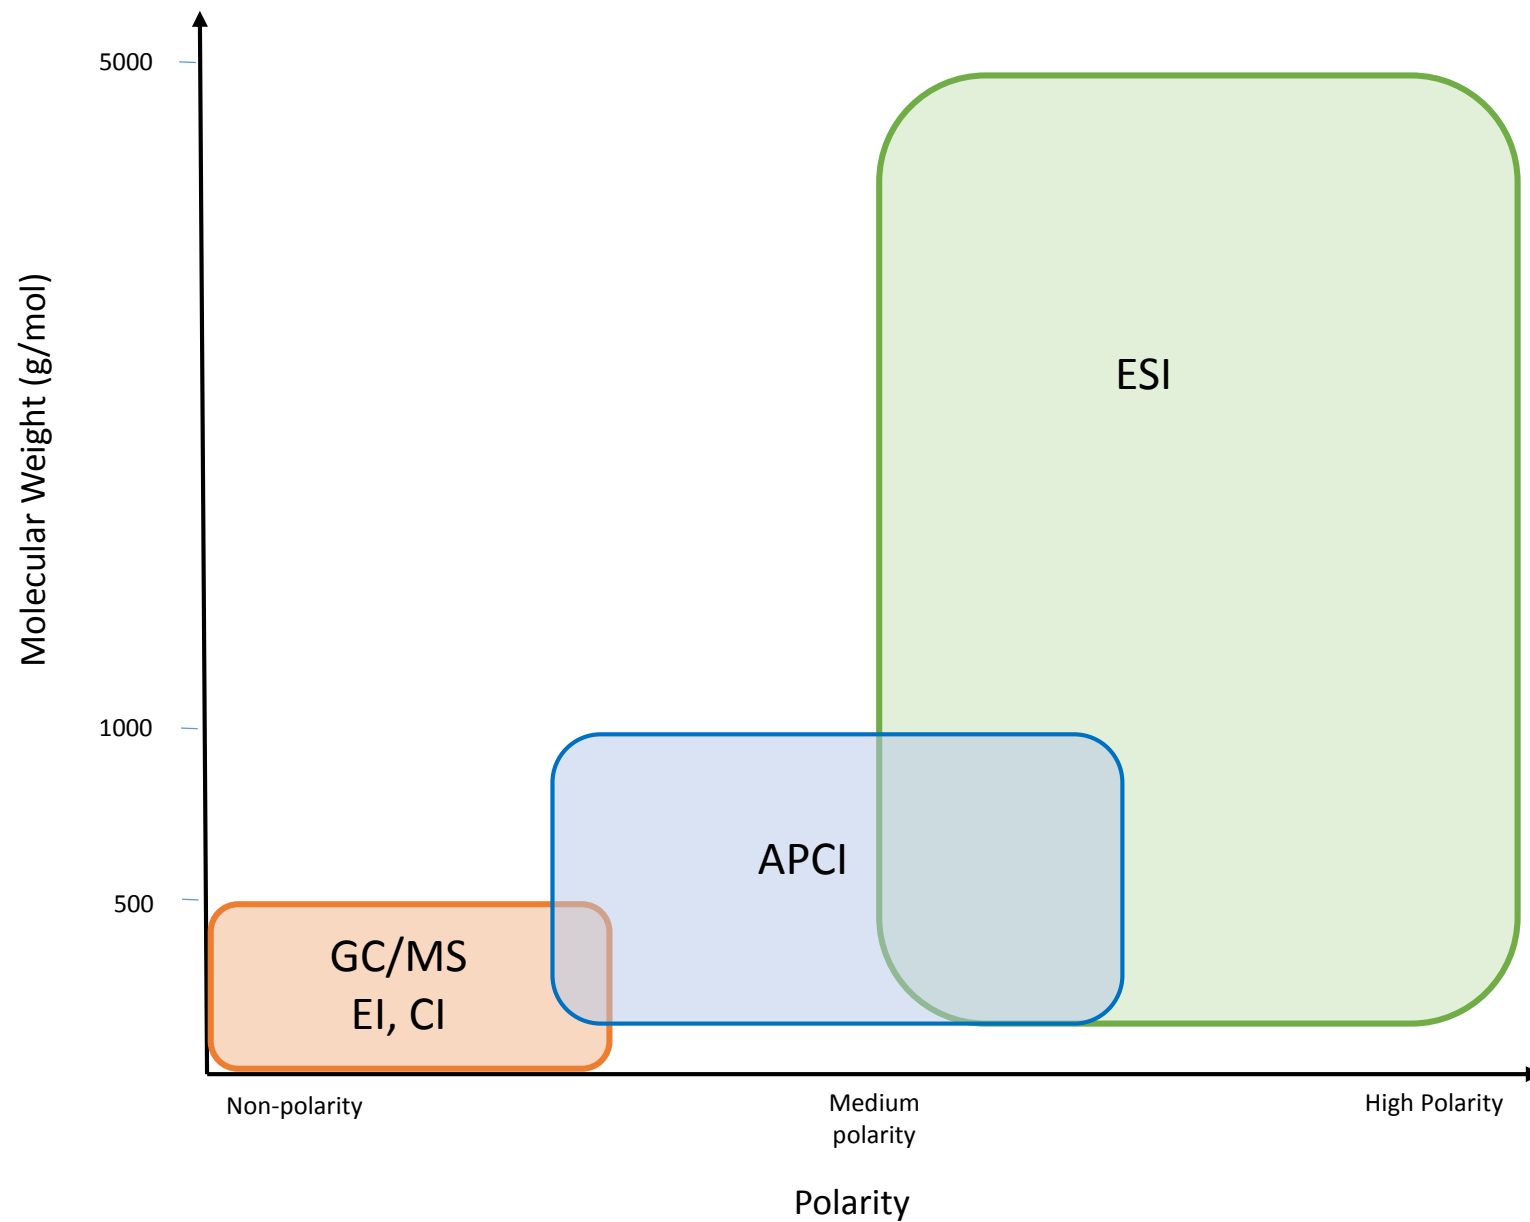 5000
Molecular Weight (g/mol)
ESI
1000
APCI
500
GC/MS
EI, CI
Non-polarity
Medium
polarity
High Polarity
Polarity